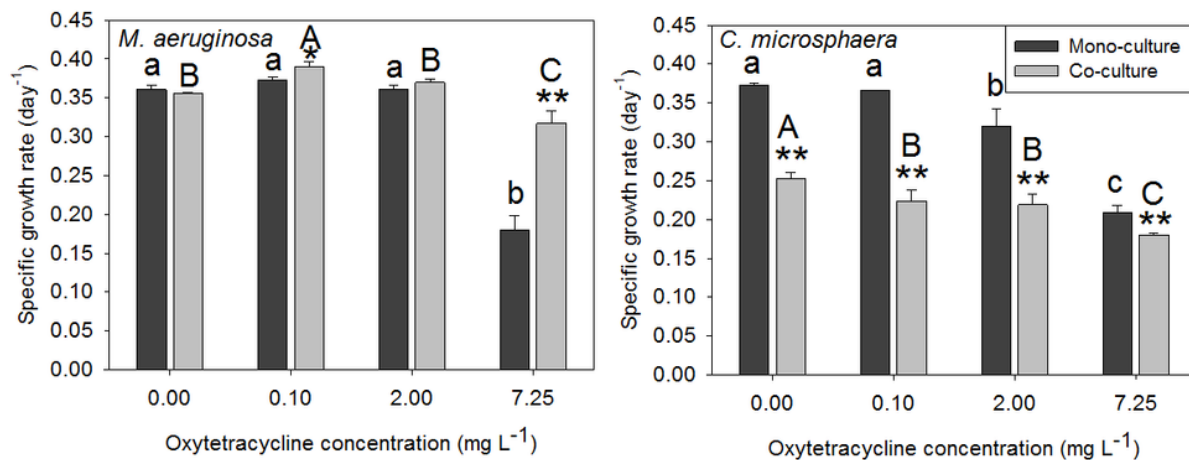 M. aeruginosa
Specific growth rate (day-1)
0.45
0.40
0.35
0.30
0.25
0.20
0.15
0.10
0.05
0.00
a B
a A *
a B
b C **
0.00 0.10 2.00 7.25
Oxytetracycline concentration (mg L-1)
C. microsphaera
Mono-culture
Co-culture
Specific growth rate (day-1)
0.45
0.40
0.35
0.30
0.25
0.20
0.15
0.10
0.05
0.00
a A **
a B **
b B **
c C **
0.00 0.10 2.00 7.25
Oxytetracycline concentration (mg L-1)